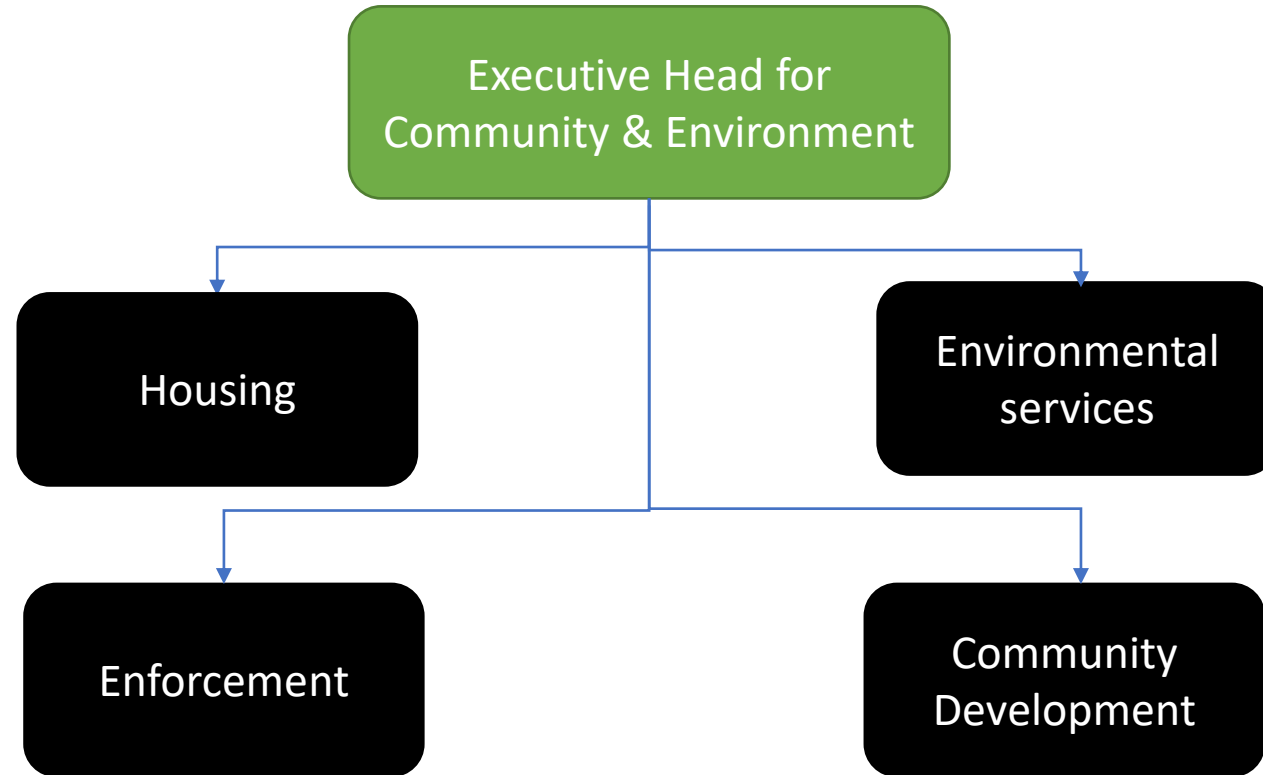 Executive Head for
Community & Environment
Housing
Environmental
services
Enforcement
Community
Development